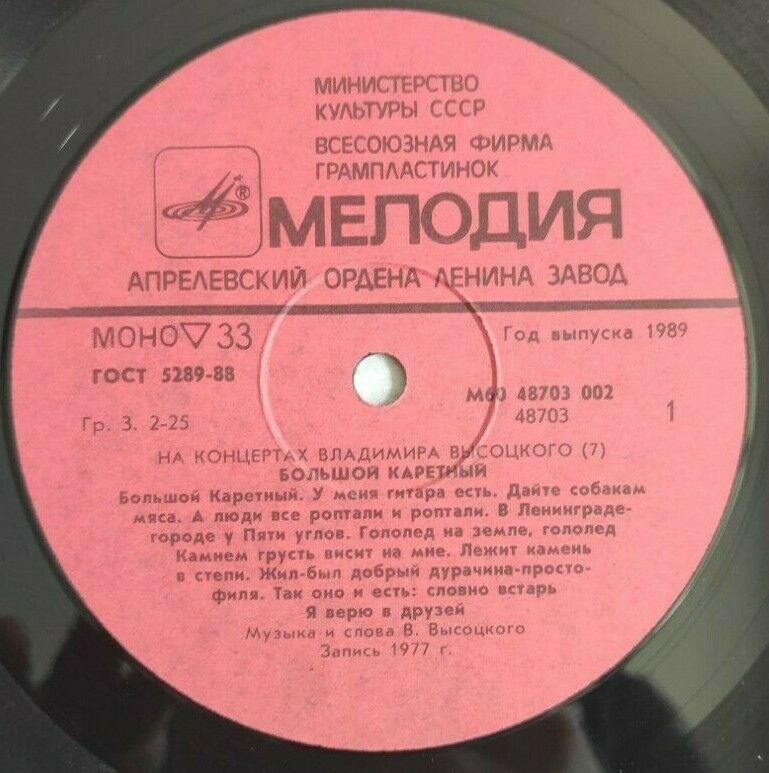 МИНИСТЕРСТВО
КУЛЬТУРЫ СССР
ВСЕСОЮЗНАЯ ФИРМА
ГРАМПЛАСТИНОК
®
МЕЛОДИЯ
АПРЕЛЕВСКИЙ ОРДЕНА ЛЕНИНА ЗАВОД
МОНО 33
Год выпуска 1989
ГОСТ 5289-88
М60 48703 002
Гр. 3. 2-25
48703
1
НА КОНЦЕРТАХ ВЛАДИМИРА ВЫСОЦКОГО (7)
БОЛЬШОЙ КАРЕТНЫЙ
Большой Каретный. У меня гитара есть. Дайте собакам
мяса. А люди все роптали и роптали. В Ленинграде-
городе у Пяти углов. Гололед на земле, гололед
Камнем грусть висит на мне. Лежит камень
в степи. Жил-был добрый дурачина-просто-
филя. Так оно и есть: словно встарь
Я верю в друзей
Музыка и слова В. Высоцкого
Запись 1977 г.